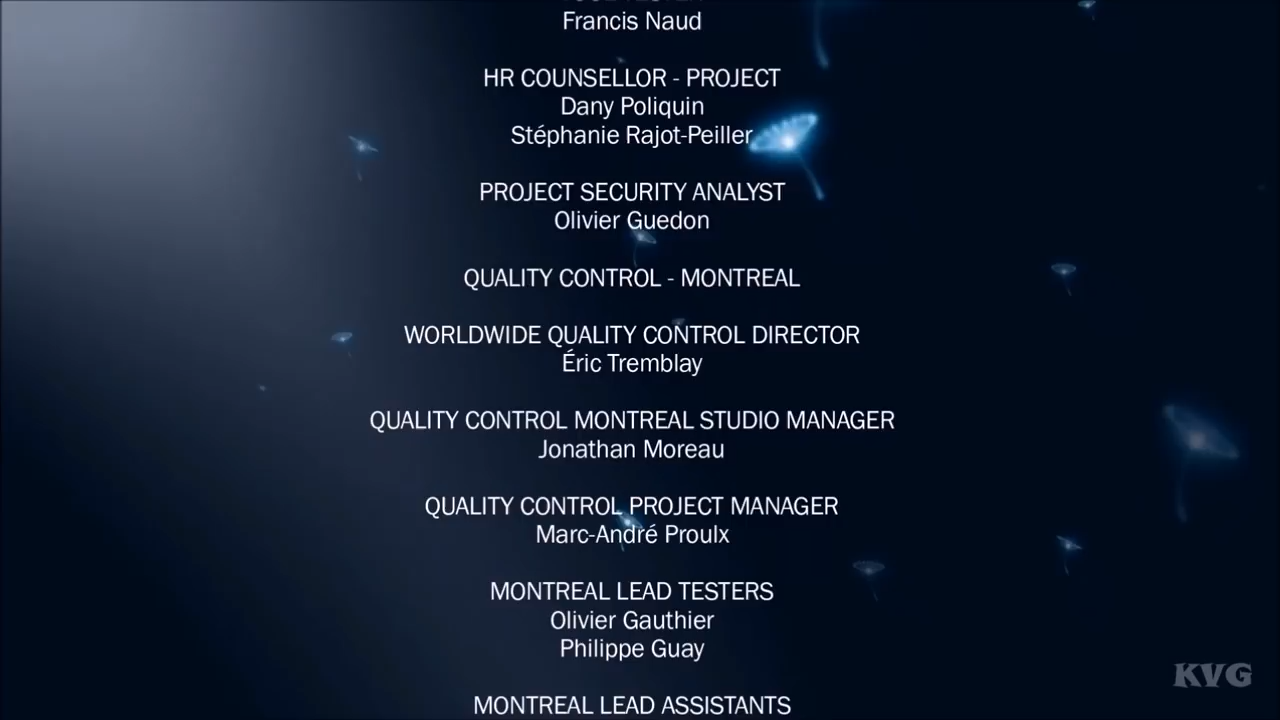 Francis Naud
HR COUNSELLOR - PROJECT
Dany Poliquin
Stéphanie Rajot-Peiller
PROJECT SECURITY ANALYST
Olivier Guedon
QUALITY CONTROL - MONTREAL
WORLDWIDE QUALITY CONTROL DIRECTOR
Éric Tremblay
QUALITY CONTROL MONTREAL STUDIO MANAGER
Jonathan Moreau
QUALITY CONTROL PROJECT MANAGER
Marc-André Proulx
MONTREAL LEAD TESTERS
Olivier Gauthier
Philippe Guay
KVG
MONTREAL LEAD ASSISTANTS